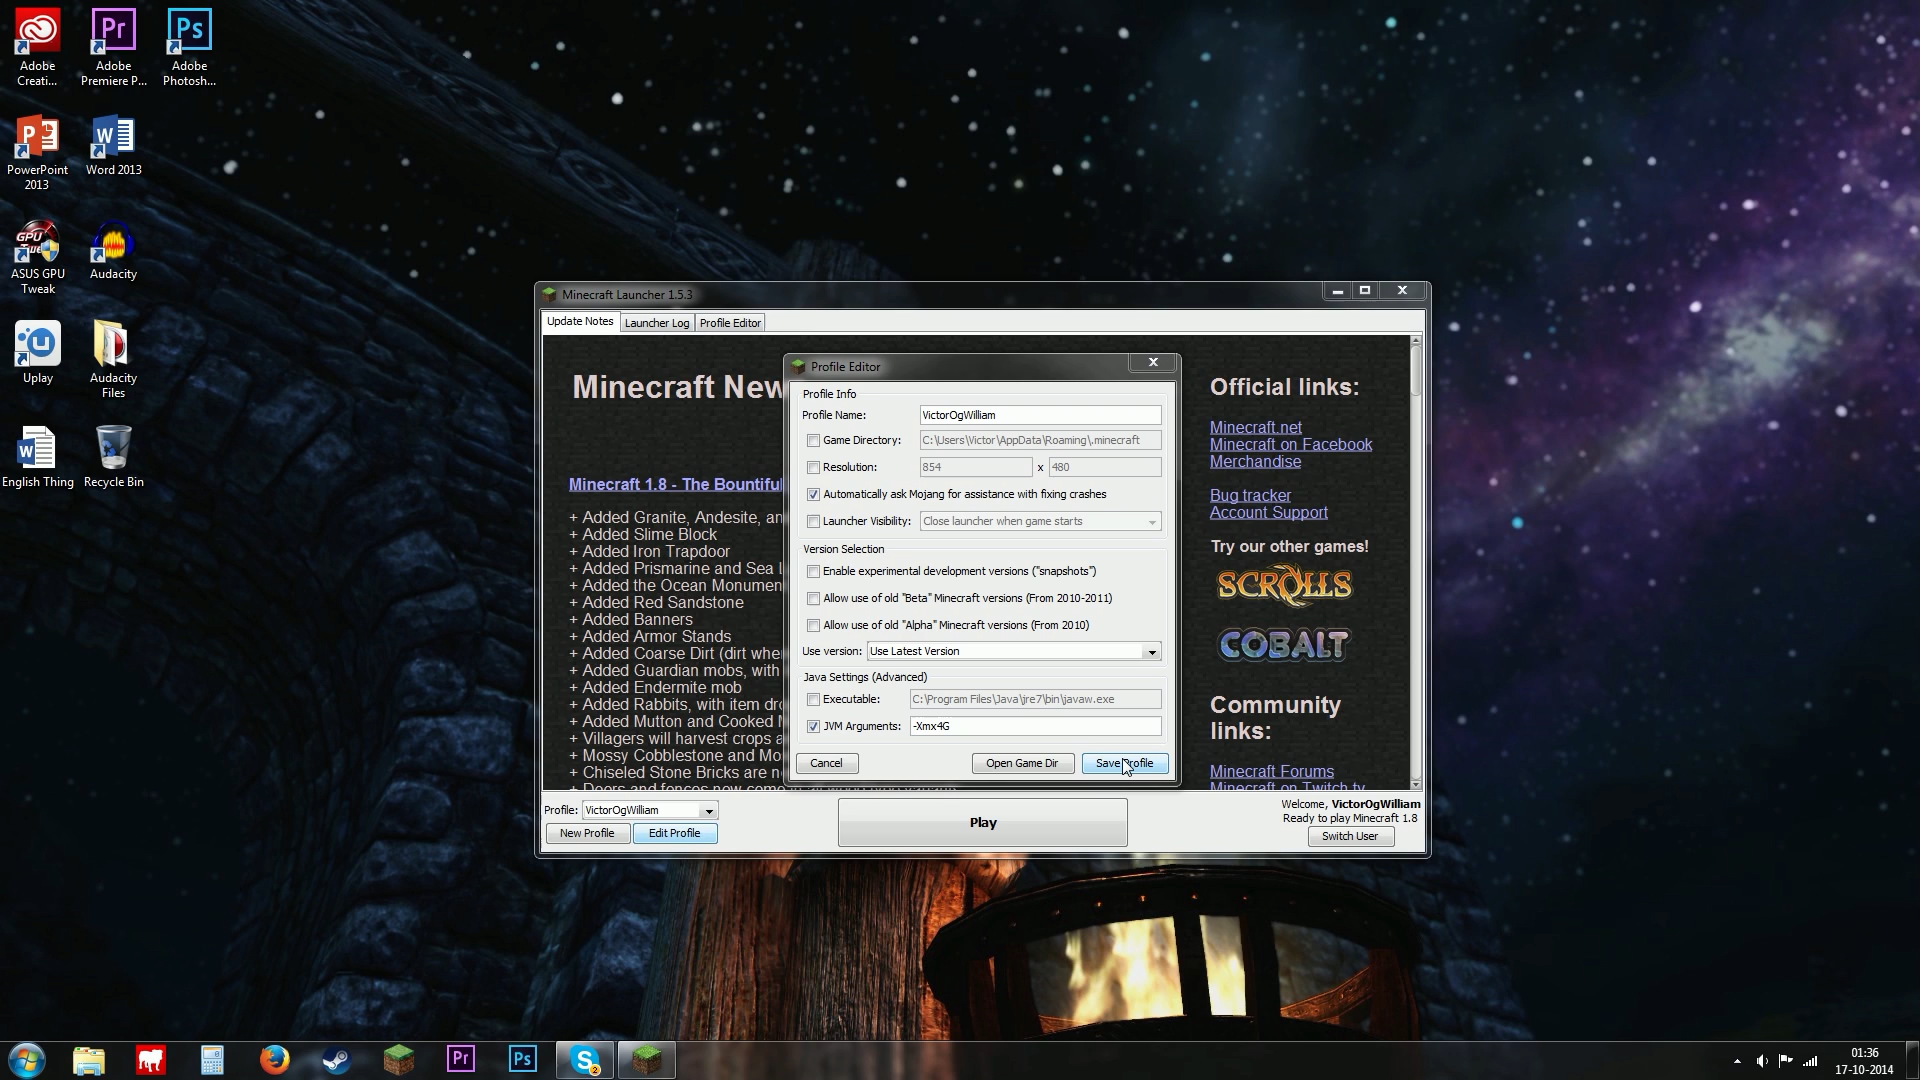 Adobe
Creati...
Pr
Adobe
Premiere P...
Ps
Adobe
Photosh...
PowerPoint
2013
Word 2013
ASUS GPU
Tweak
Audacity
Uplay
Audacity
Files
English Thing
Recycle Bin
Minecraft Launcher 1.5.3
Update Notes
Launcher Log
Profile Editor
Minecraft New
Minecraft 1.8 - The Bountiful
+ Added Granite, Andesite, an
+ Added Slime Block
+ Added Iron Trapdoor
+ Added Prismarine and Sea L
+ Added the Ocean Monumen
+ Added Red Sandstone
+ Added Banners
+ Added Armor Stands
+ Added Coarse Dirt (dirt whe
+ Added Guardian mobs, with
+ Added Endermite mob
+ Added Rabbits, with item dr
+ Added Mutton and Cooked M
+ Villagers will harvest crops a
+ Mossy Cobblestone and Mo
+ Chiseled Stone Bricks are n
Profile Editor
Profile Info
Profile Name:
VictorOgWilliam
Game Directory:
C:\Users\Victor\AppData\Roaming\.minecraft
Resolution:
854
x
480
Automatically ask Mojang for assistance with fixing crashes
Launcher Visibility:
Close launcher when game starts
Version Selection
Enable experimental development versions ("snapshots")
Allow use of old "Beta" Minecraft versions (From 2010-2011)
Allow use of old "Alpha" Minecraft versions (From 2010)
Use version:
Use Latest Version
Java Settings (Advanced)
Executable:
C:\Program Files\Java\jre7\bin\javaw.exe
JVM Arguments:
-Xmx4G
Cancel
Open Game Dir
Save Profile
Official links:
Minecraft.net
Minecraft on Facebook
Merchandise
Bug tracker
Account Support
Try our other games!
SCROLLS
COBALT
Community
links:
Minecraft Forums
Minecraft on Twitch.tv
Profile:
VictorOgWilliam
New Profile
Edit Profile
Play
Welcome, VictorOgWilliam
Ready to play Minecraft 1.8
Switch User
Pr
Ps
2
01:36
17-10-2014